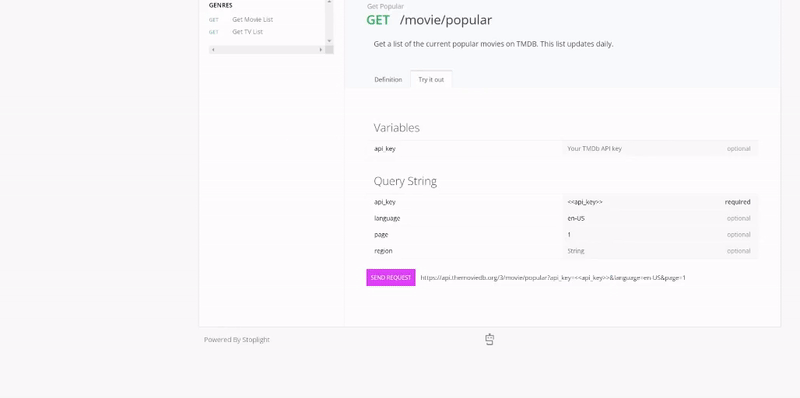 GENRES
GET Get Movie List
GET Get TV List
Get Popular
GET /movie/popular
Get a list of the current popular movies on TMDB. This list updates daily.
Definition Try it out
Variables
api_key Your TMDb API key optional
Query String
api_key <<api_key>> required
language en-US optional
page 1 optional
region String optional
SEND REQUEST https://api.themoviedb.org/3/movie/popular?api_key=<<api_key>>&language=en-US&page=1
Powered By Stoplight